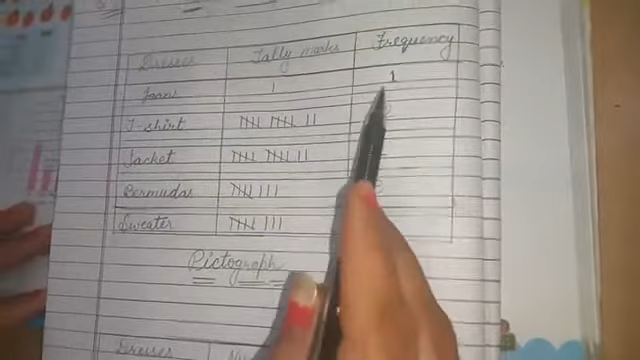 Dresses Tally marks Frequency
Jeans | 1
T-shirt |||| |||| ||
Jacket |||| |||| ||
Bermudas |||| |||
Sweater |||| |||
Pictograph
Dresses